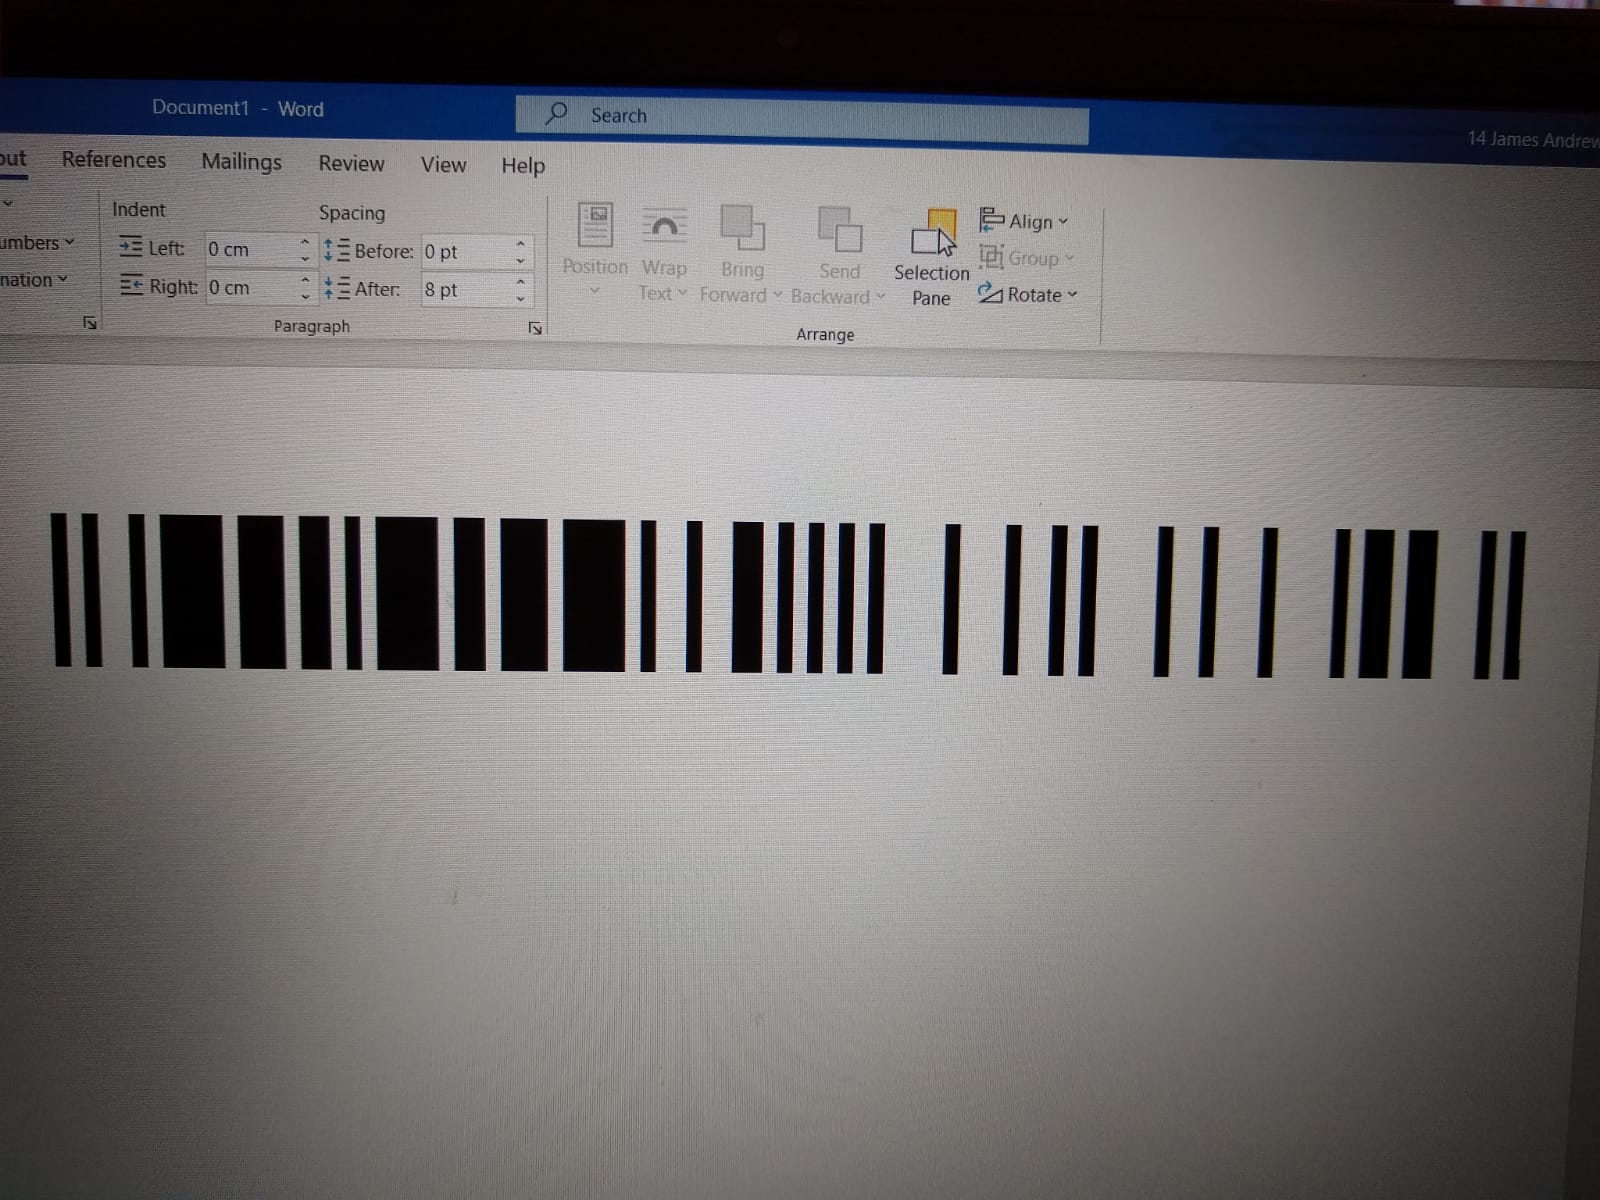 Document1 - Word
Search
14 James Andrew
out References Mailings Review View Help
Indent Spacing
umbers Left: 0 cm Before: 0 pt
nation Right: 0 cm After: 8 pt
Position Wrap Text Bring Forward Send Backward Selection Pane Align Group Rotate
Paragraph Arrange